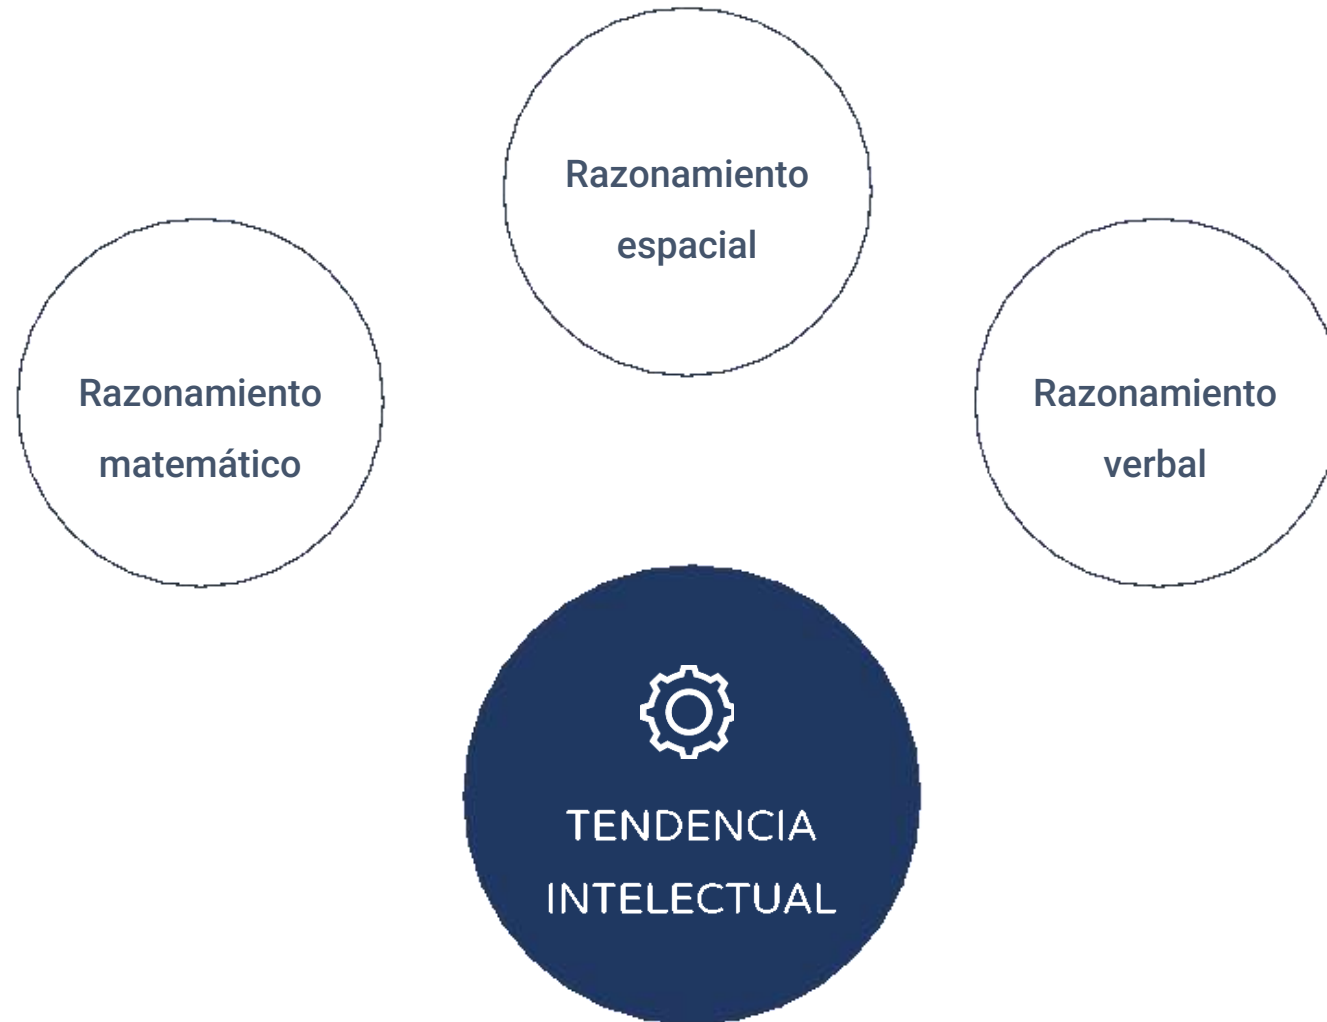 Razonamiento
espacial
Razonamiento
matemático
Razonamiento
verbal
TENDENCIA
INTELECTUAL